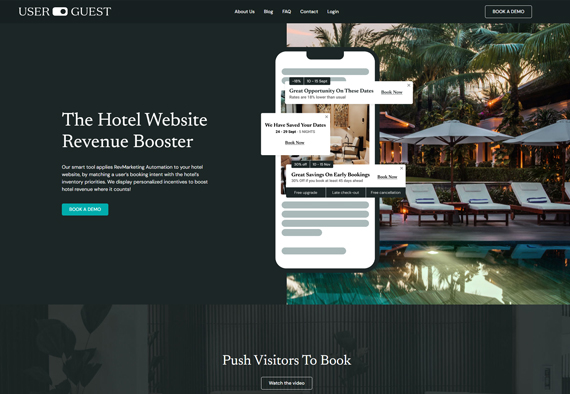 USER GUEST
About Us Blog FAQ Contact Login
BOOK A DEMO
The Hotel Website
Revenue Booster
Our smart tool applies RevMarketing Automation to your hotel
website, by matching a user's booking intent with the hotel's
inventory priorities. We display personalized incentives to boost
hotel revenue where it counts!
BOOK A DEMO
-18% 10 - 15 Sept
Great Opportunity On These Dates
Rates are 18% lower than usual
Book Now
We Have Saved Your Dates
24 - 29 Sept
5 NIGHTS
Book Now
30% off
Great Savings On Early Bookings
30% Off if you book at least 45 days ahead
Book Now
Free upgrade Late check-out Free cancellation
Push Visitors To Book
Watch the video